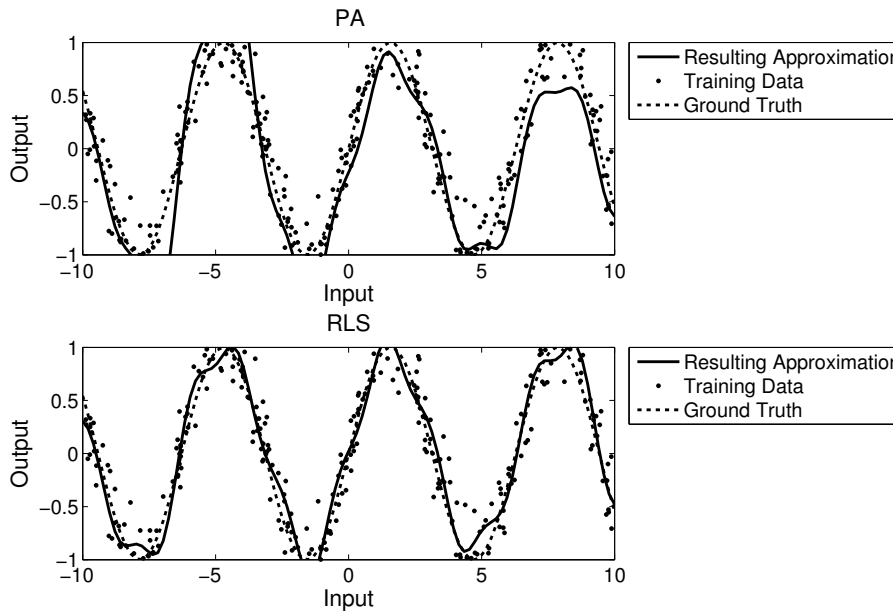 PA
1
0.5
0
−0.5
−1
Output
−10
−5
0
5
10
Input
Resulting Approximation
Training Data
Ground Truth
RLS
1
0.5
0
−0.5
−1
Output
−10
−5
0
5
10
Input
Resulting Approximation
Training Data
Ground Truth